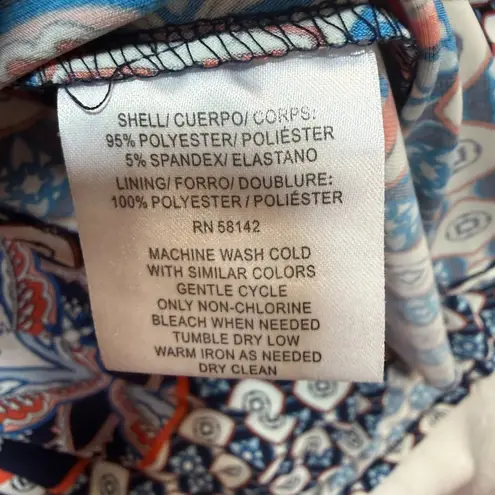 SHELL/ CUERPO/ CORPS:
95% POLYESTER/ POLIÉSTER
5% SPANDEX/ ELASTANO
LINING/ FORRO/ DOUBLURE:
100% POLYESTER/ POLIÉSTER
RN 58142
MACHINE WASH COLD
WITH SIMILAR COLORS
GENTLE CYCLE
ONLY NON-CHLORINE
BLEACH WHEN NEEDED
TUMBLE DRY LOW
WARM IRON AS NEEDED
DRY CLEAN